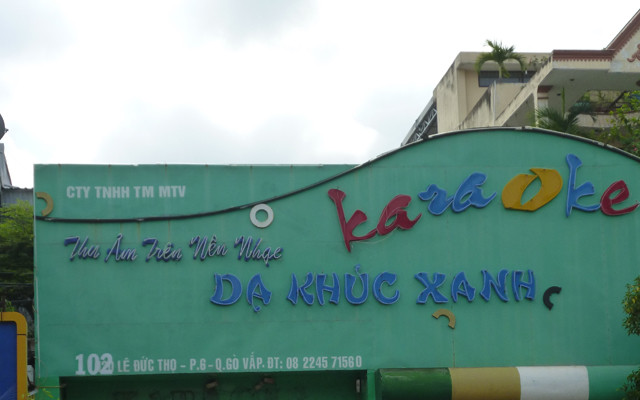 CTY TNHH TM MTV
karaoke
Thu Âm Trên Nền Nhạc
DẠ KHÚC XANH
102 LÊ ĐỨC THỌ - P.6 - Q.GÒ VẤP. ĐT: 08 2245 71560